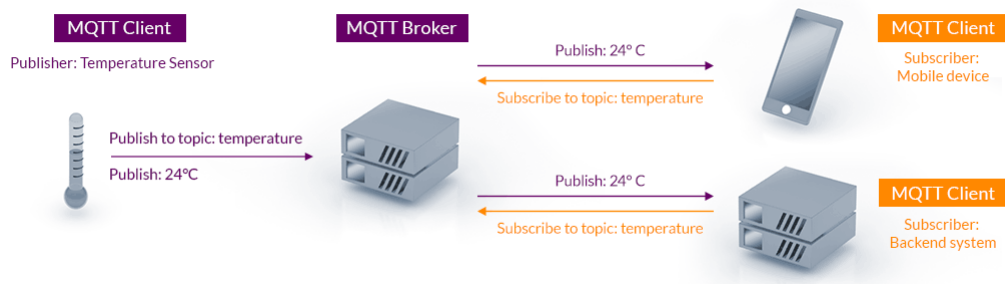 MQTT Client
Publisher: Temperature Sensor
Publish to topic: temperature
Publish: 24°C
MQTT Broker
Publish: 24° C
Subscribe to topic: temperature
MQTT Client
Subscriber:
Mobile device
Publish: 24° C
Subscribe to topic: temperature
MQTT Client
Subscriber:
Backend system